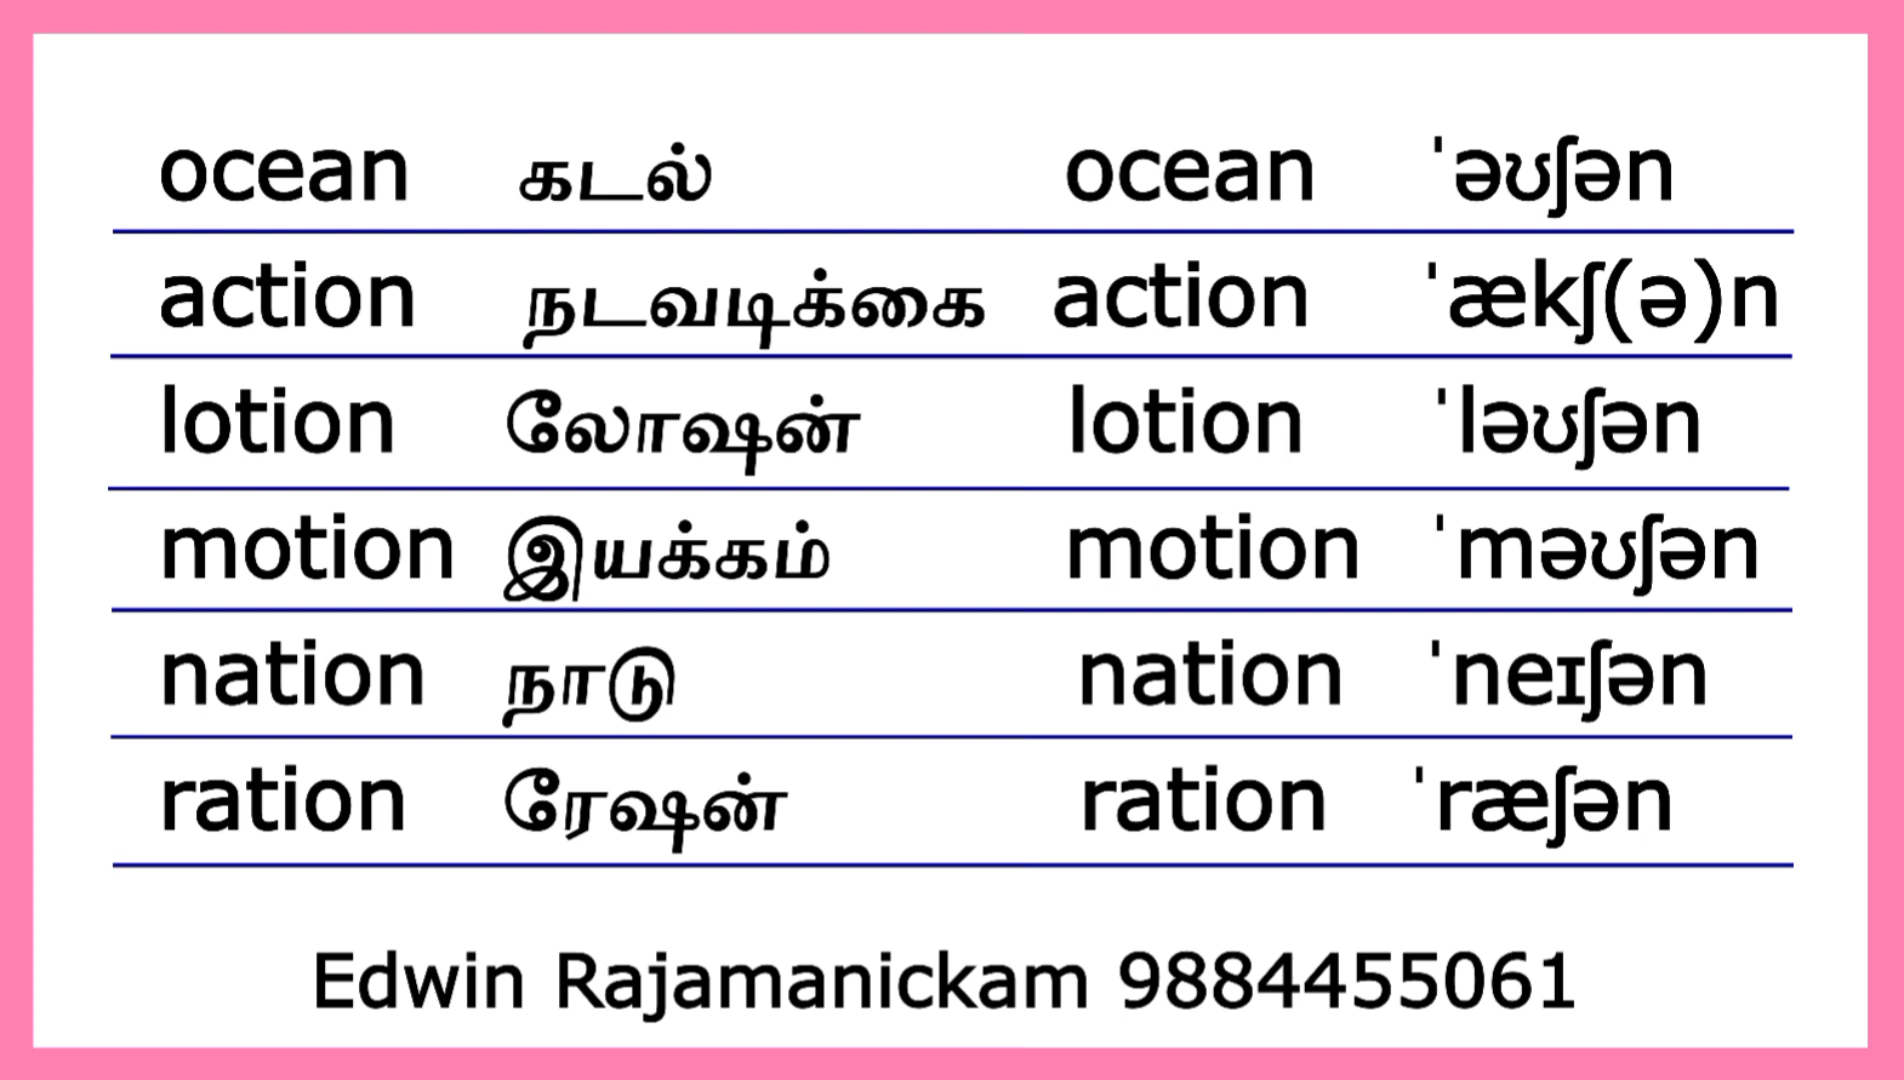 ocean கடல் ocean ˈəʊʃən
action நடவடிக்கை action ˈækʃ(ə)n
lotion லோஷன் lotion ˈləʊʃən
motion இயக்கம் motion ˈməʊʃən
nation நாடு nation ˈneɪʃən
ration ரேஷன் ration ˈræʃən
Edwin Rajamanickam 9884455061